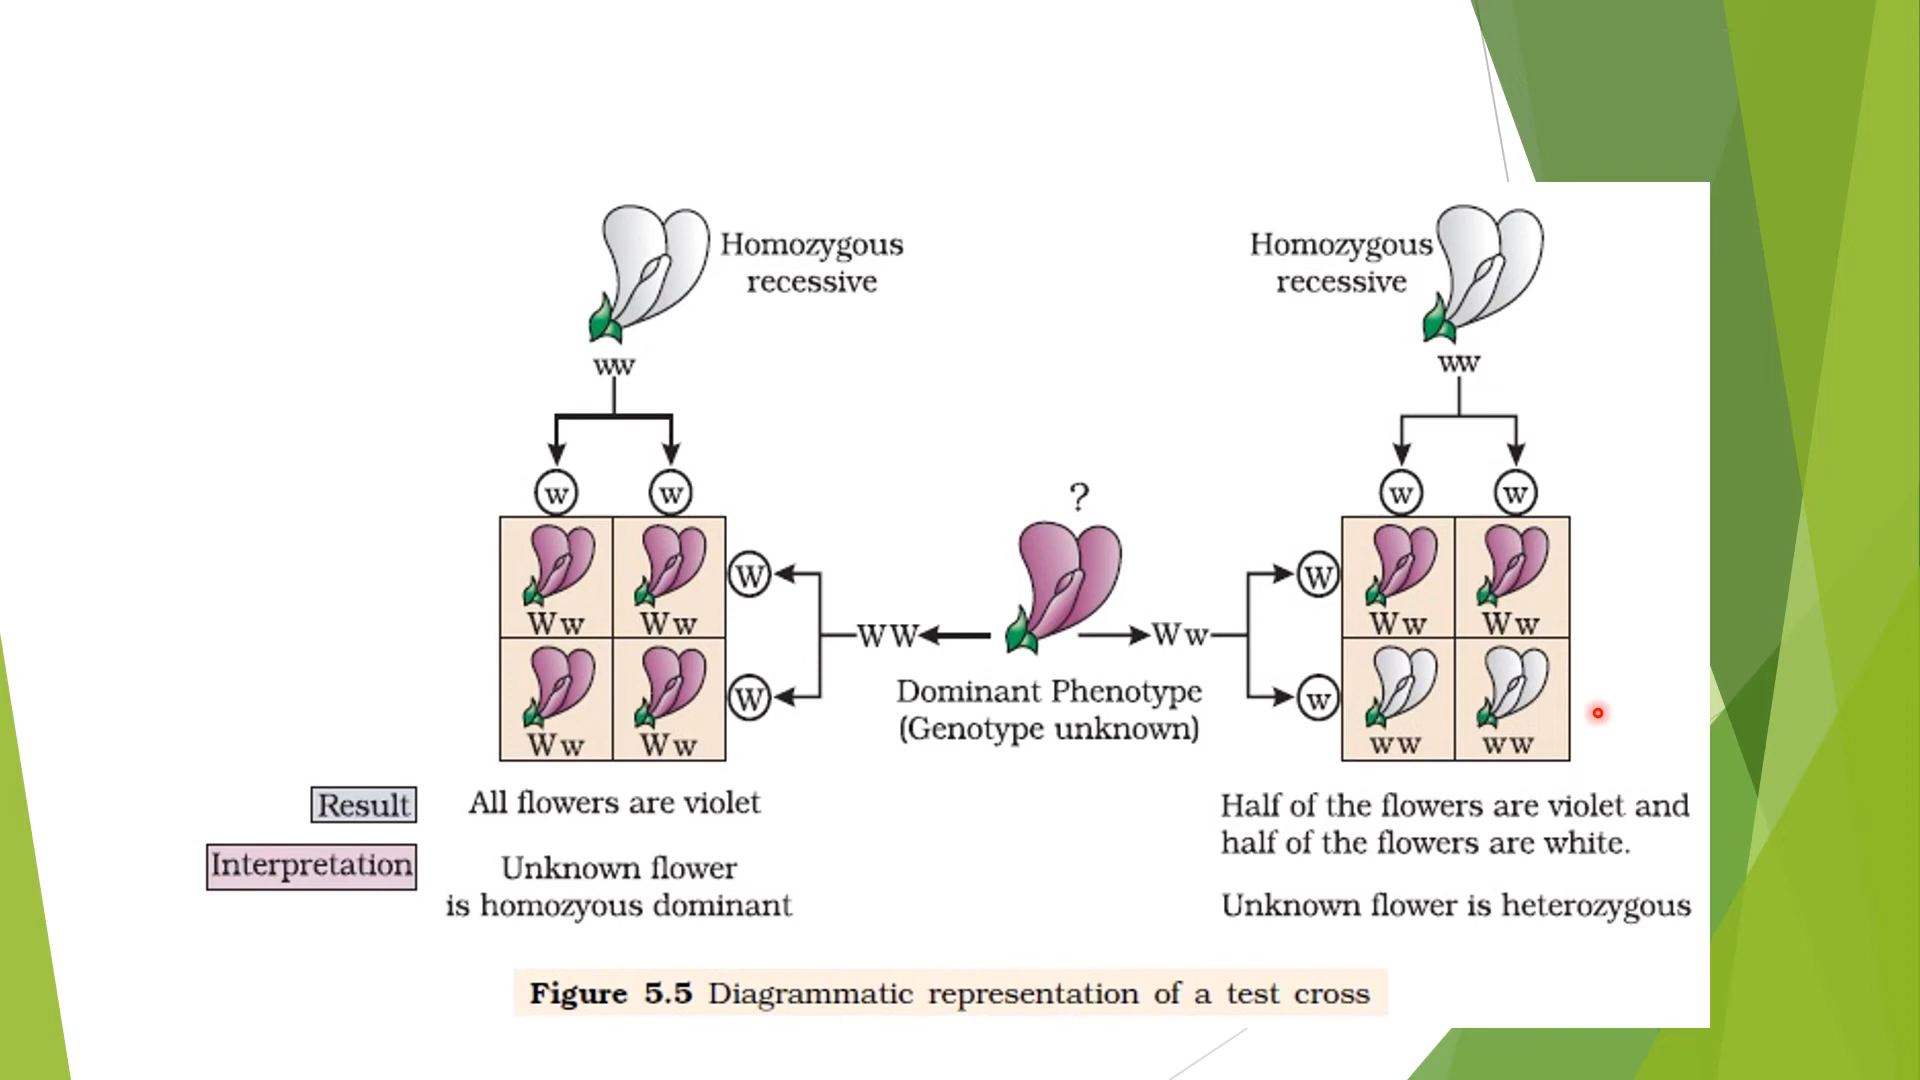 Homozygous
recessive
ww
w w
Ww Ww
Ww Ww
W
W
WW
?
Dominant Phenotype
(Genotype unknown)
Ww
Homozygous
recessive
ww
w w
W
w
Ww Ww
ww ww
Result
All flowers are violet
Half of the flowers are violet and
half of the flowers are white.
Interpretation
Unknown flower
is homozyous dominant
Unknown flower is heterozygous
Figure 5.5 Diagrammatic representation of a test cross